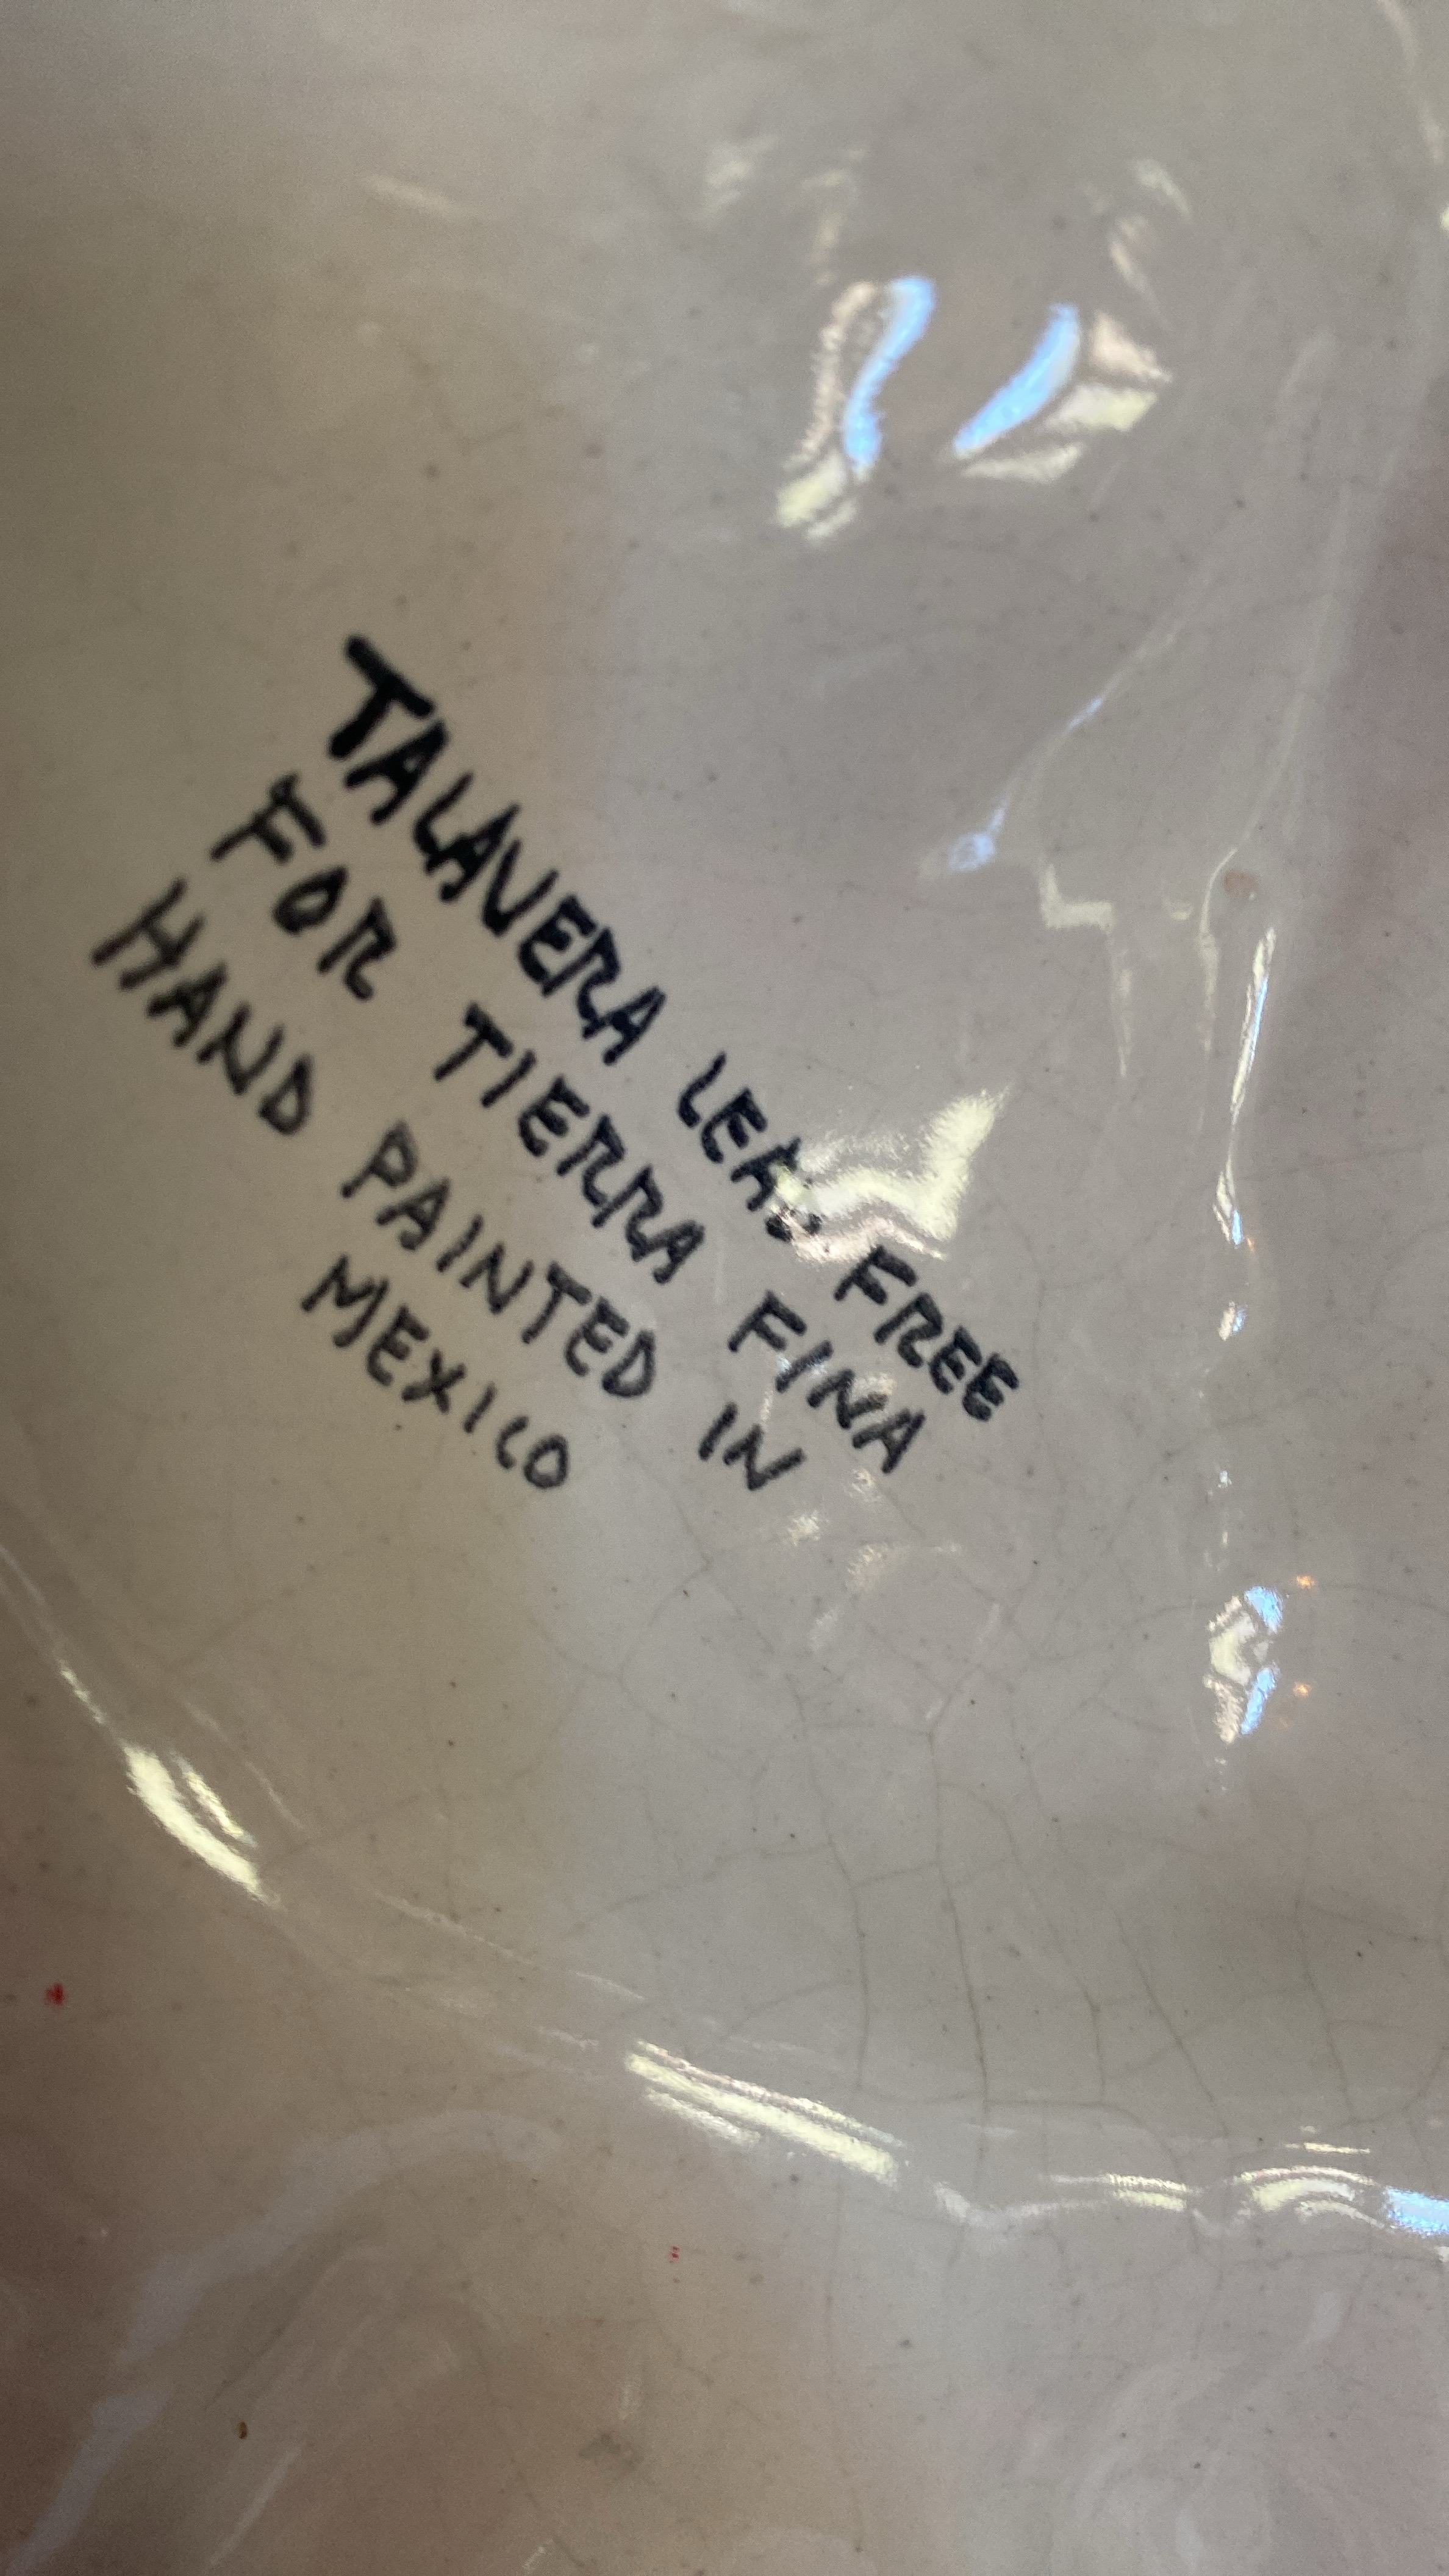 TALAVERA LEAD FREE
FOR TIERRA FINA
HAND PAINTED IN
MEXICO